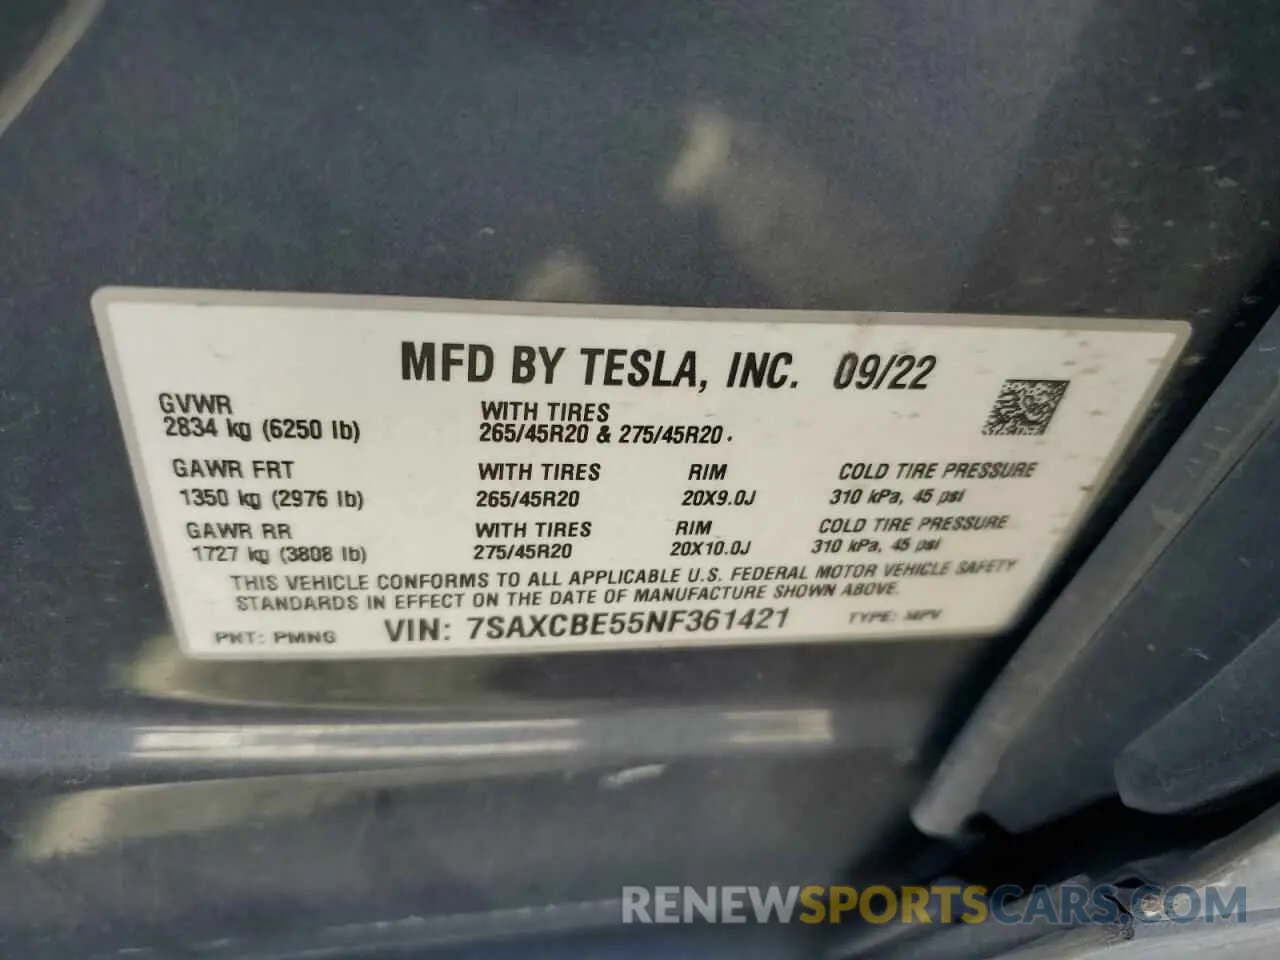 MFD BY TESLA, INC. 09/22
GVWR
2834 kg (6250 lb)
WITH TIRES
265/45R20 & 275/45R20.
GAWR FRT WITH TIRES RIM COLD TIRE PRESSURE
1350 kg (2976 lb) 265/45R20 20X9.0J 310 kPa, 45 psi
GAWR RR WITH TIRES RIM COLD TIRE PRESSURE
1727 kg (3808 lb) 275/45R20 20X10.0J 310 kPa, 45 psi
THIS VEHICLE CONFORMS TO ALL APPLICABLE U.S. FEDERAL MOTOR VEHICLE SAFETY
STANDARDS IN EFFECT ON THE DATE OF MANUFACTURE SHOWN ABOVE.
PNT: PMNG VIN: 7SAXCBE55NF361421 TYPE: MPV
RENEWSPORTSCARS.COM